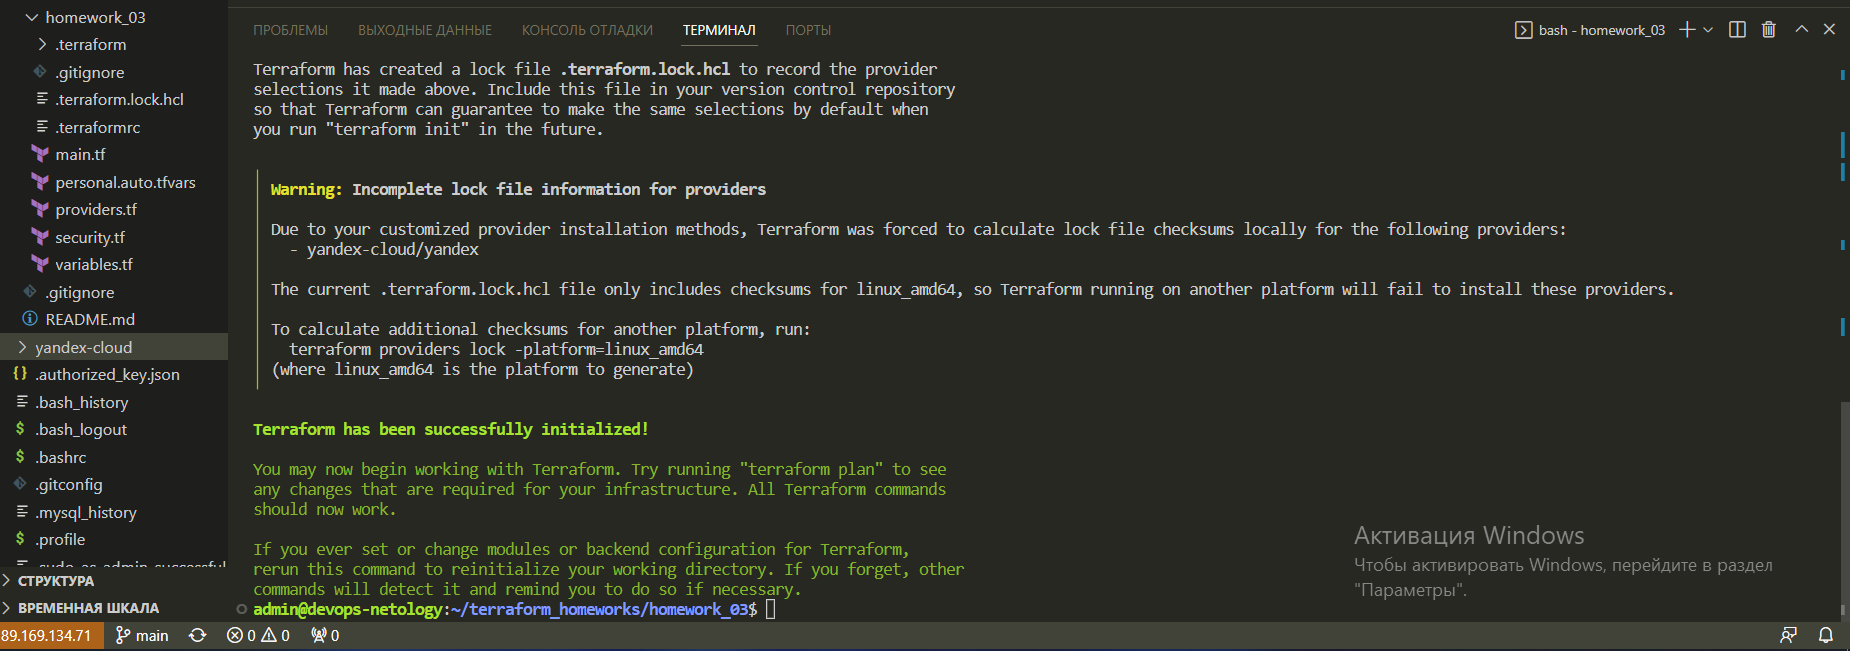 homework_03
.terraform
.gitignore
.terraform.lock.hcl
.terraformrc
main.tf
personal.auto.tfvars
providers.tf
security.tf
variables.tf
.gitignore
README.md
yandex-cloud
.authorized_key.json
.bash_history
.bash_logout
.bashrc
.gitconfig
.mysql_history
.profile
.sudo_as_admin_successful
СТРУКТУРА
ВРЕМЕННАЯ ШКАЛА
ПРОБЛЕМЫ ВЫХОДНЫЕ ДАННЫЕ КОНСОЛЬ ОТЛАДКИ ТЕРМИНАЛ ПОРТЫ
bash - homework_03
Terraform has created a lock file .terraform.lock.hcl to record the provider
selections it made above. Include this file in your version control repository
so that Terraform can guarantee to make the same selections by default when
you run "terraform init" in the future.
Warning: Incomplete lock file information for providers
Due to your customized provider installation methods, Terraform was forced to calculate lock file checksums locally for the following providers:
- yandex-cloud/yandex
The current .terraform.lock.hcl file only includes checksums for linux_amd64, so Terraform running on another platform will fail to install these providers.
To calculate additional checksums for another platform, run:
terraform providers lock -platform=linux_amd64
(where linux_amd64 is the platform to generate)
Terraform has been successfully initialized!
You may now begin working with Terraform. Try running "terraform plan" to see
any changes that are required for your infrastructure. All Terraform commands
should now work.
If you ever set or change modules or backend configuration for Terraform,
rerun this command to reinitialize your working directory. If you forget, other
commands will detect it and remind you to do so if necessary.
admin@devops-netology:~/terraform_homeworks/homework_03$
Активация Windows
Чтобы активировать Windows, перейдите в раздел
"Параметры".
89.169.134.71 main 0 0 0